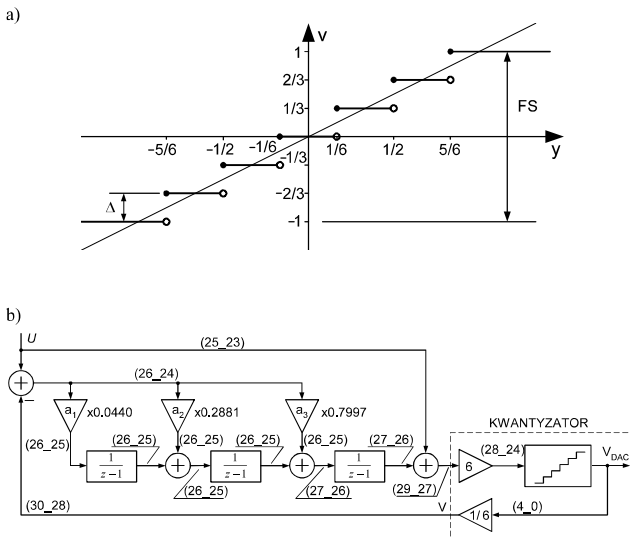 a)
v
1
2/3
1/3
FS
−5/6 −1/2 −1/6 1/6 1/2 5/6 y
−1/3
−2/3
Δ
−1
b)
U
(25_23)
(26_24)
+
−
a1 x0.0440
a2 x0.2881
a3 x0.7997
KWANTYZATOR
(26_25) (26_25) (26_25) (26_25) (26_25) (27_26) (28_24) VDAC
1/z−1 + 1/z−1 + 1/z−1 + 6
(26_25) (27_26) (29_27)
(30_28) V 1/6 (4_0)